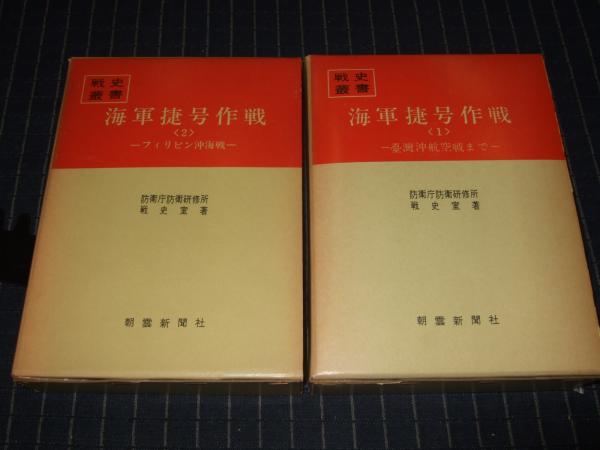 戦史
叢書
海軍捷号作戦
〈2〉
―フィリピン沖海戦―
防衛庁防衛研修所
戦史室著
朝雲新聞社
戦史
叢書
海軍捷号作戦
〈1〉
―臺灣沖航空戦まで―
防衛庁防衛研修所
戦史室著
朝雲新聞社